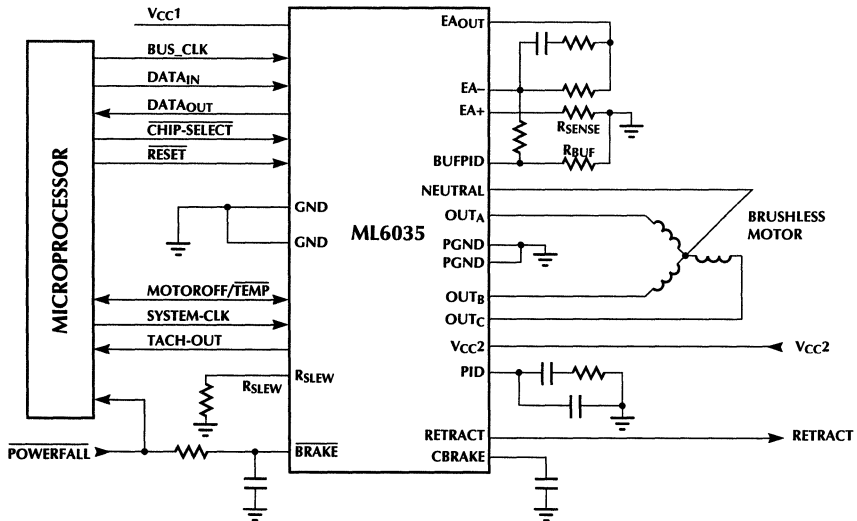 VCC1
BUS_CLK
DATAIN
DATAOUT
CHIP-SELECT
RESET
MICROPROCESSOR
GND
GND
MOTOROFF/TEMP
SYSTEM-CLK
TACH-OUT
RSLEW
RSLEW
POWERFALL
BRAKE
ML6035
EAOUT
EA–
EA+
RSENSE
RBUF
BUFPID
NEUTRAL
OUTA
BRUSHLESS
MOTOR
PGND
PGND
OUTB
OUTC
VCC2
VCC2
PID
RETRACT
RETRACT
CBRAKE